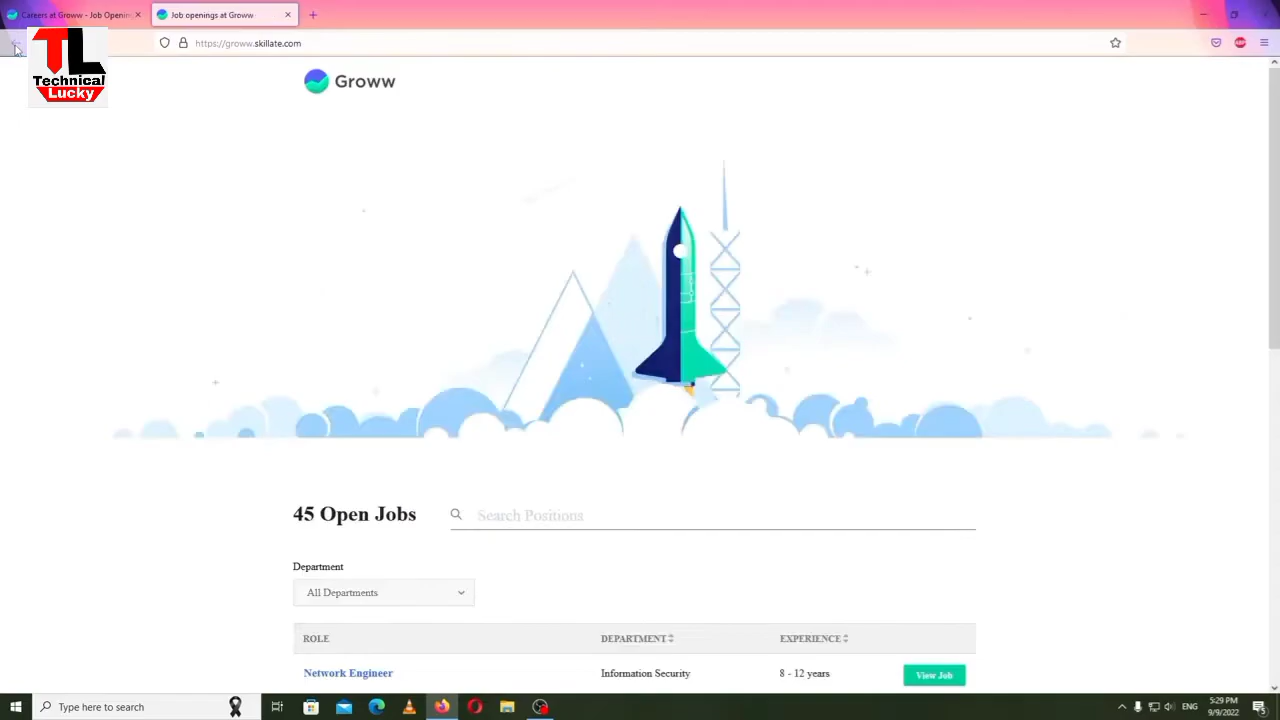 Careers at Groww - Job Opening
Job openings at Groww
https://groww.skillate.com
TL
Technical
Lucky
Groww
45 Open Jobs
Search Positions
Department
All Departments
ROLE
DEPARTMENT
EXPERIENCE
Network Engineer
Information Security
8 - 12 years
View Job
Type here to search
ENG
5:29 PM
9/9/2022